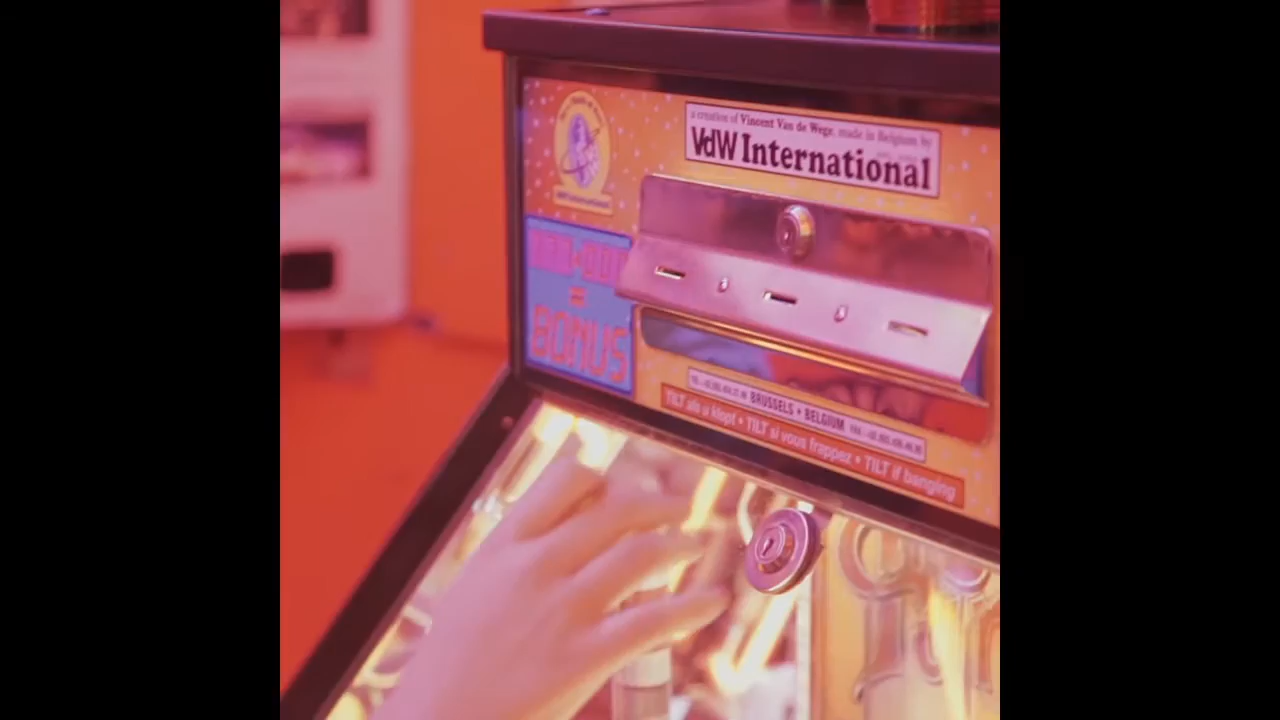 a creation of Vincent Van de Wege, made in Belgium by
VdW International
=
BONUS
BRUSSELS • BELGIUM
TILT als u klopt • TILT si vous frappez • TILT if banging